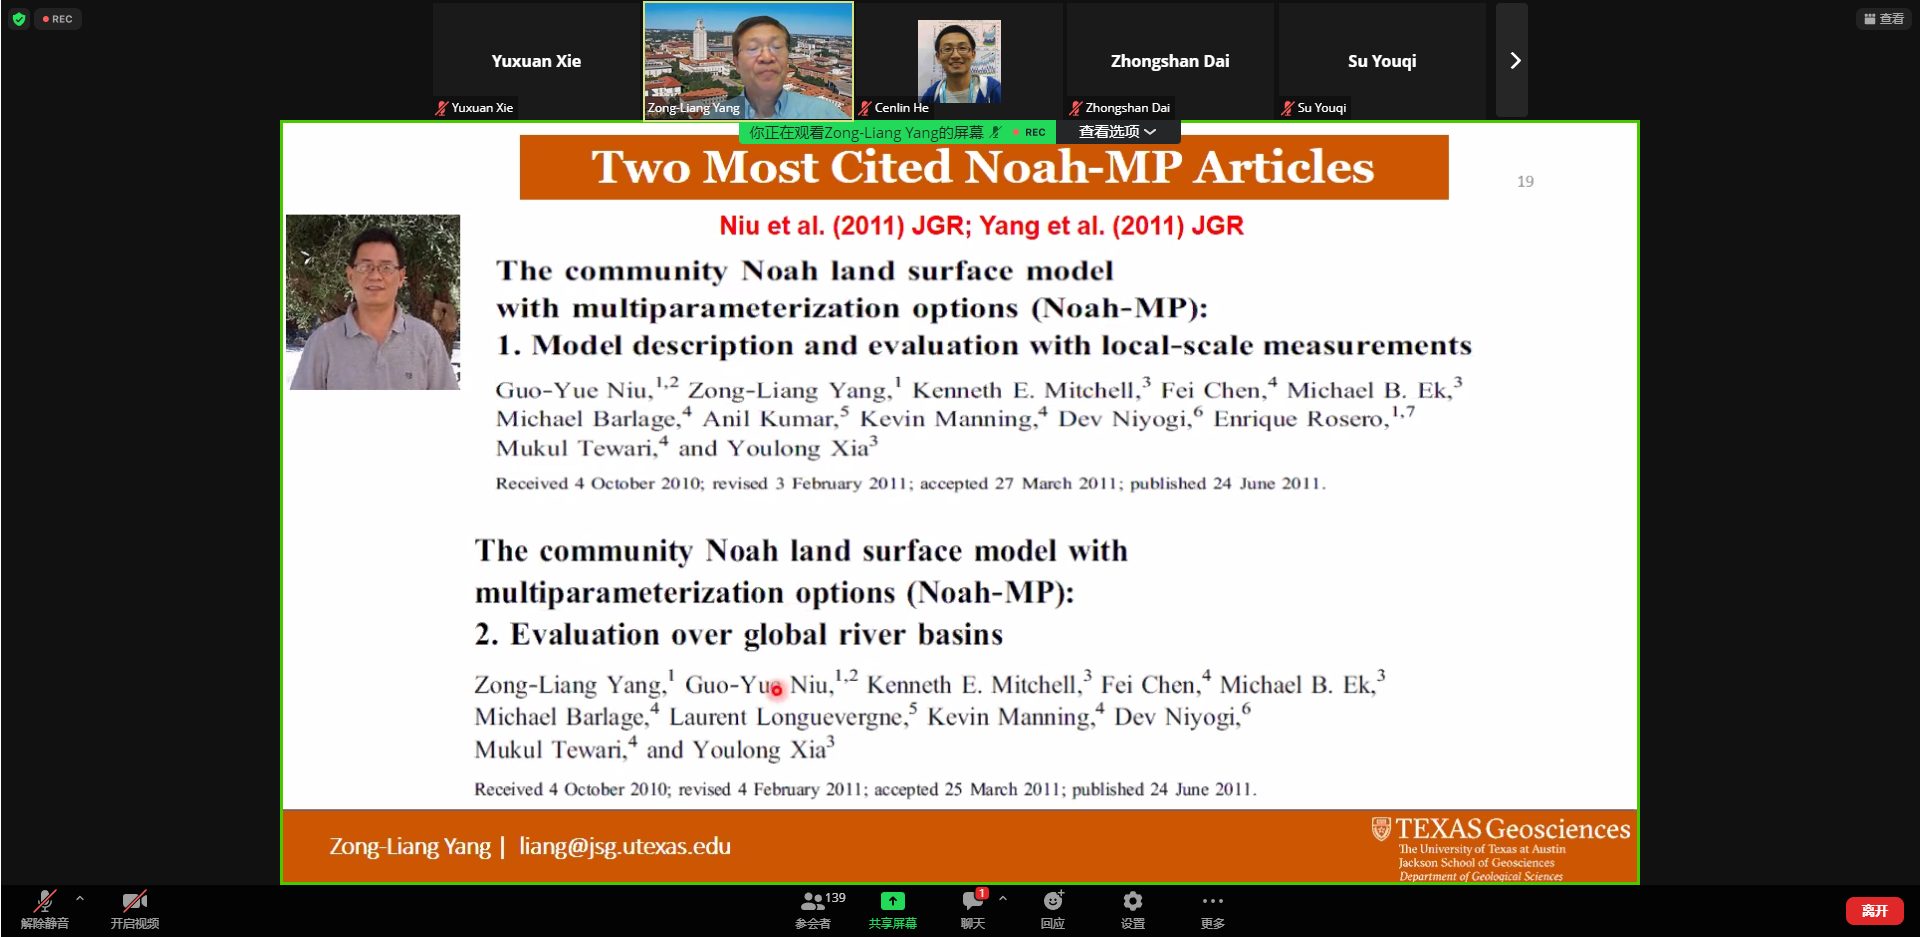 REC
查看
Yuxuan Xie
Zhongshan Dai
Su Youqi
Yuxuan Xie
Zong-Liang Yang
Cenlin He
Zhongshan Dai
Su Youqi
你正在观看Zong-Liang Yang的屏幕 REC 查看选项
Two Most Cited Noah-MP Articles
19
Niu et al. (2011) JGR; Yang et al. (2011) JGR
The community Noah land surface model
with multiparameterization options (Noah-MP):
1. Model description and evaluation with local-scale measurements
Guo-Yue Niu,1,2 Zong-Liang Yang,1 Kenneth E. Mitchell,3 Fei Chen,4 Michael B. Ek,3
Michael Barlage,4 Anil Kumar,5 Kevin Manning,4 Dev Niyogi,6 Enrique Rosero,1,7
Mukul Tewari,4 and Youlong Xia3
Received 4 October 2010; revised 3 February 2011; accepted 27 March 2011; published 24 June 2011.
The community Noah land surface model with
multiparameterization options (Noah-MP):
2. Evaluation over global river basins
Zong-Liang Yang,1 Guo-Yue Niu,1,2 Kenneth E. Mitchell,3 Fei Chen,4 Michael B. Ek,3
Michael Barlage,4 Laurent Longuevergne,5 Kevin Manning,4 Dev Niyogi,6
Mukul Tewari,4 and Youlong Xia3
Received 4 October 2010; revised 4 February 2011; accepted 25 March 2011; published 24 June 2011.
Zong-Liang Yang | liang@jsg.utexas.edu
TEXAS Geosciences
The University of Texas at Austin
Jackson School of Geosciences
Department of Geological Sciences
139
1
解除静音
开启视频
参会者
共享屏幕
聊天
回应
设置
更多
离开